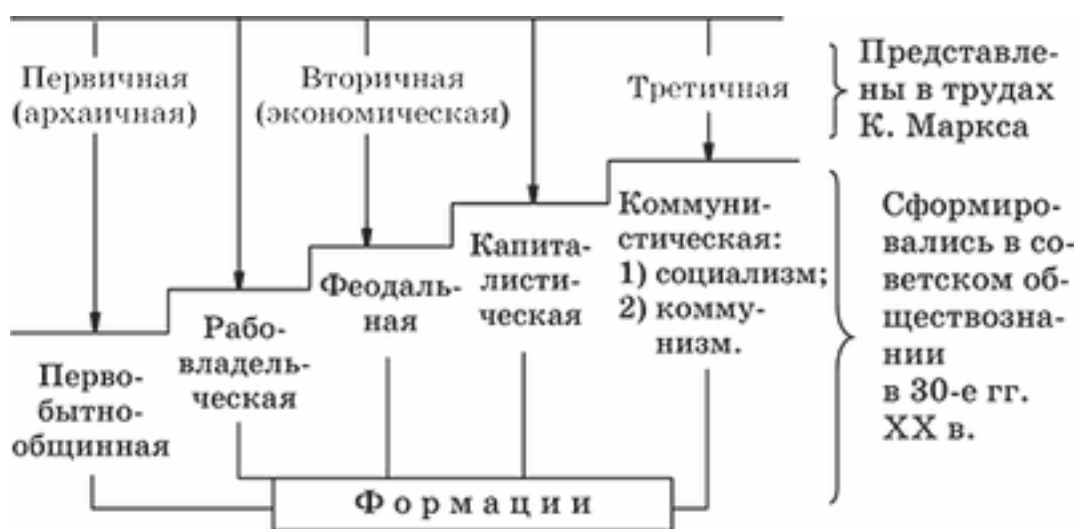 Первичная
(архаичная)
Вторичная
(экономическая)
Третичная
Представле-
ны в трудах
К. Маркса
Перво-
бытно-
общинная
Рабо-
владель-
ческая
Феодаль-
ная
Капита-
листи-
ческая
Коммуни-
стическая:
1) социализм;
2) комму-
низм.
Сформиро-
вались в со-
ветском об-
ществозна-
нии
в 30-е гг.
XX в.
Формации